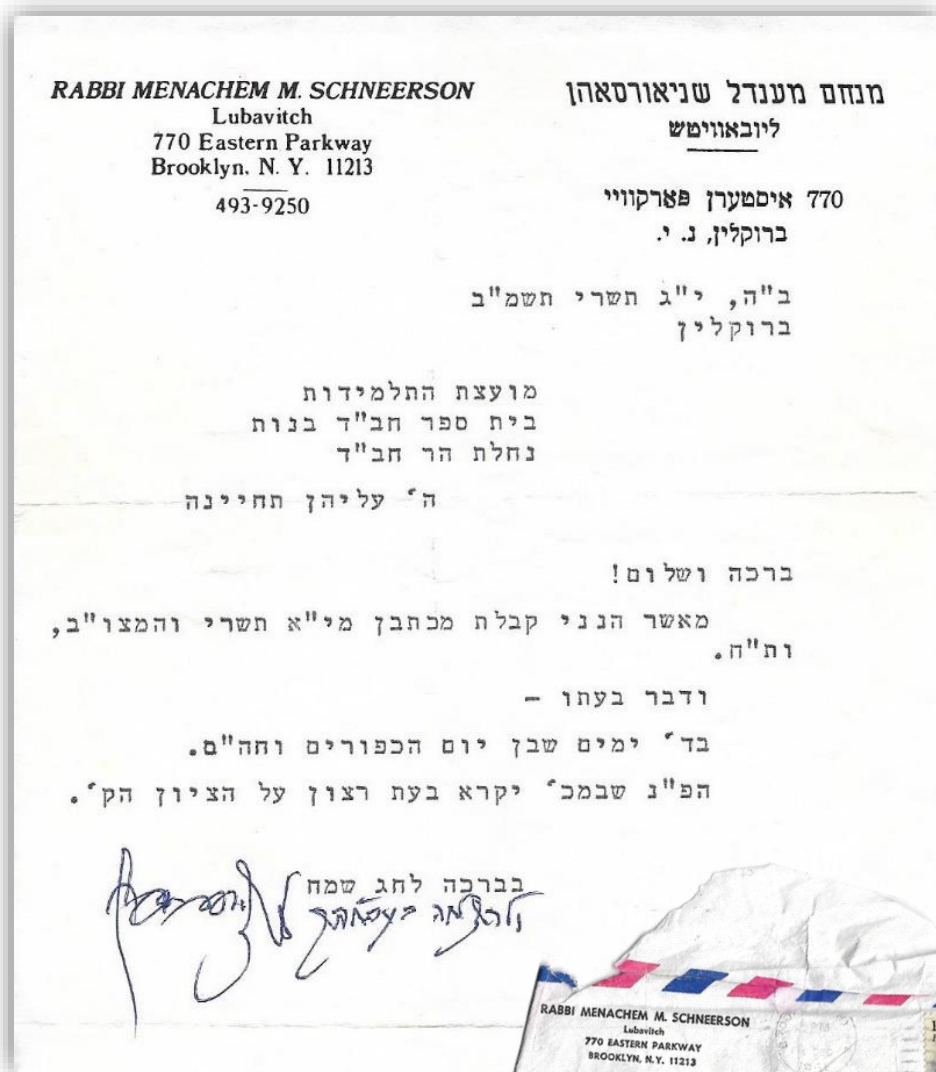 RABBI MENACHEM M. SCHNEERSON
Lubavitch
770 Eastern Parkway
Brooklyn, N. Y. 11213
493-9250
מנחם מענדל שניאורסאהן
ליובאוויטש
770 איסטערן פארקוויי
ברוקלין, נ. י.
ב"ה, י"ג תשרי תשמ"ב
ברוקלין
מועצת התלמידות
בית ספר חב"ד בנות
נחלת הר חב"ד
ה' עליהן תחיינה
ברכה ושלום!
מאשר הנני קבלת מכתבן מי"א תשרי והמצו"ב,
ות"ח.
ודבר בעתו –
בד' ימים שבן יום הכפורים וחה"ס.
הפ"נ שבמכ' יקרא בעת רצון על הציון הק'.
בברכה לחג שמח
RABBI MENACHEM M. SCHNEERSON
Lubavitch
770 EASTERN PARKWAY
BROOKLYN, N.Y. 11213